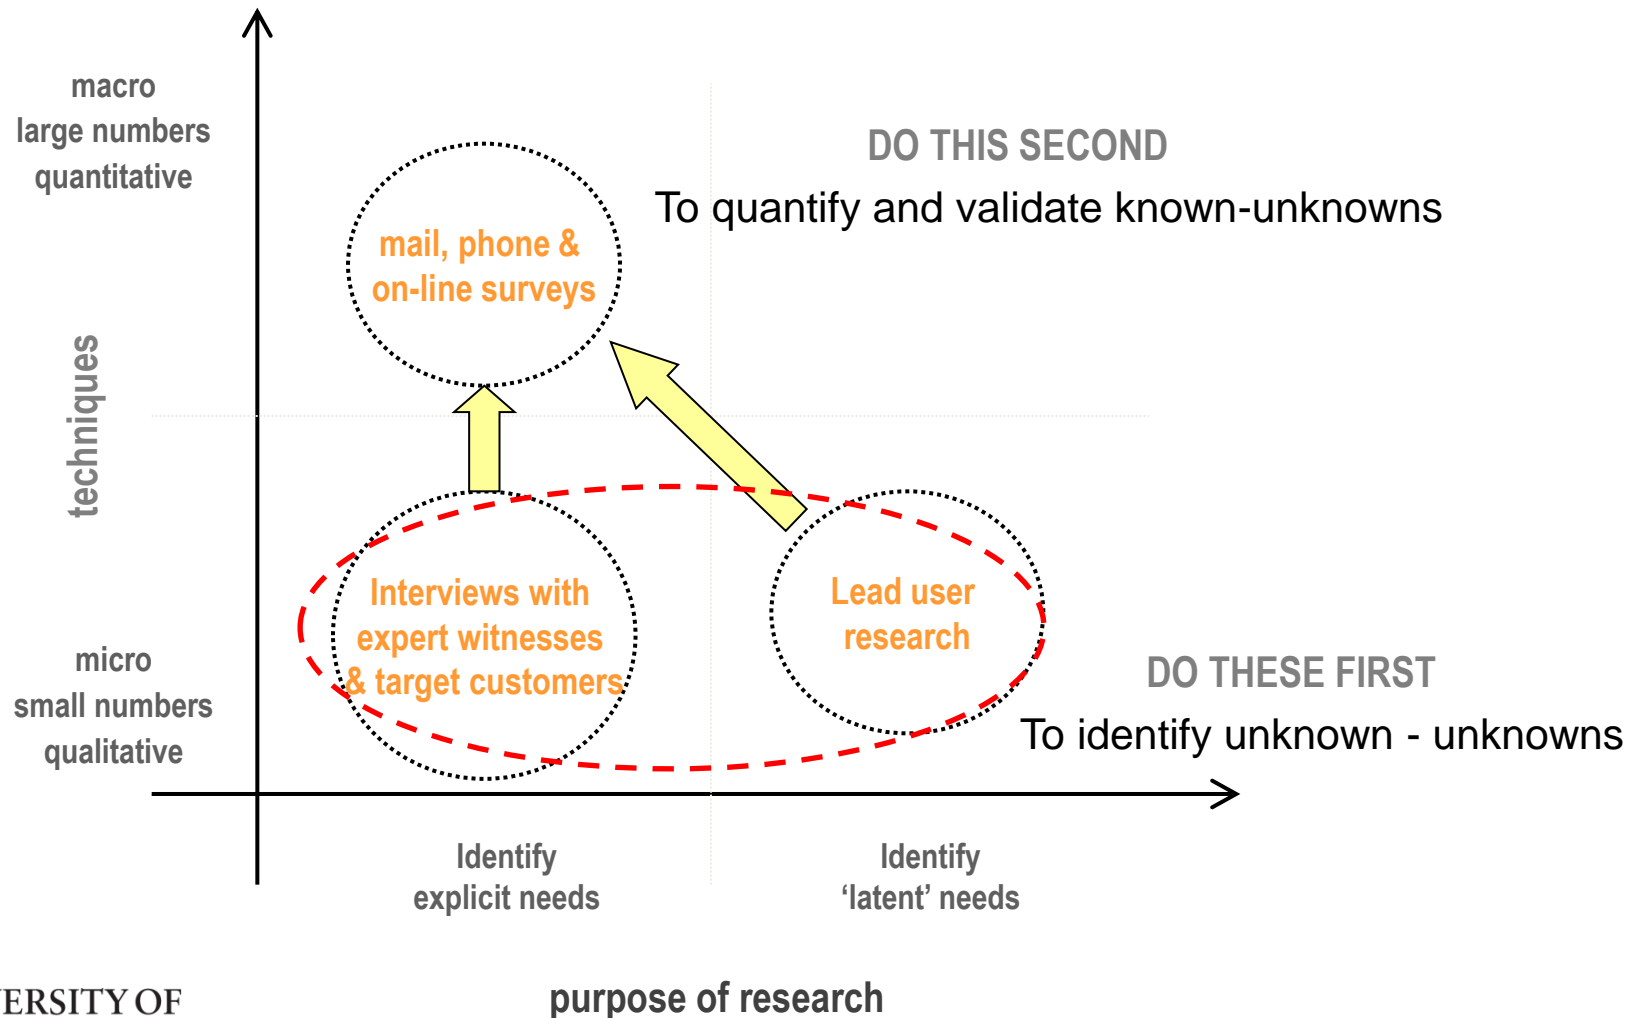 macro
large numbers
quantitative
DO THIS SECOND
To quantify and validate known-unknowns
mail, phone &
on-line surveys
techniques
Interviews with
expert witnesses
& target customers
Lead user
research
micro
small numbers
qualitative
DO THESE FIRST
To identify unknown - unknowns
Identify
explicit needs
Identify
‘latent’ needs
purpose of research
OF